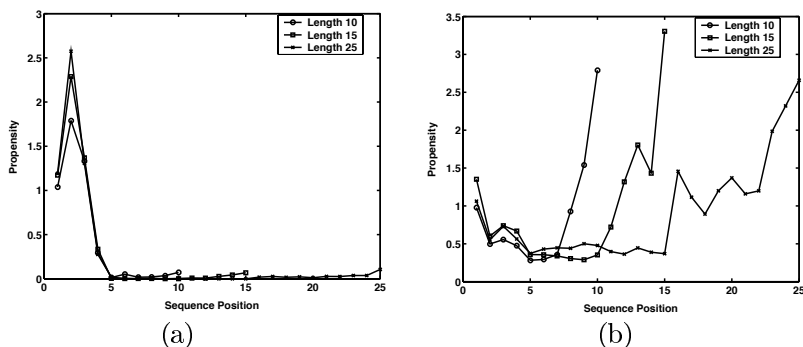 3
2.5
2
1.5
1
0.5
0
0 5 10 15 20 25
Propensity
Sequence Position
Length 10
Length 15
Length 25
(a)
3.5
3
2.5
2
1.5
1
0.5
0
0 5 10 15 20 25
Propensity
Sequence Position
Length 10
Length 15
Length 25
(b)